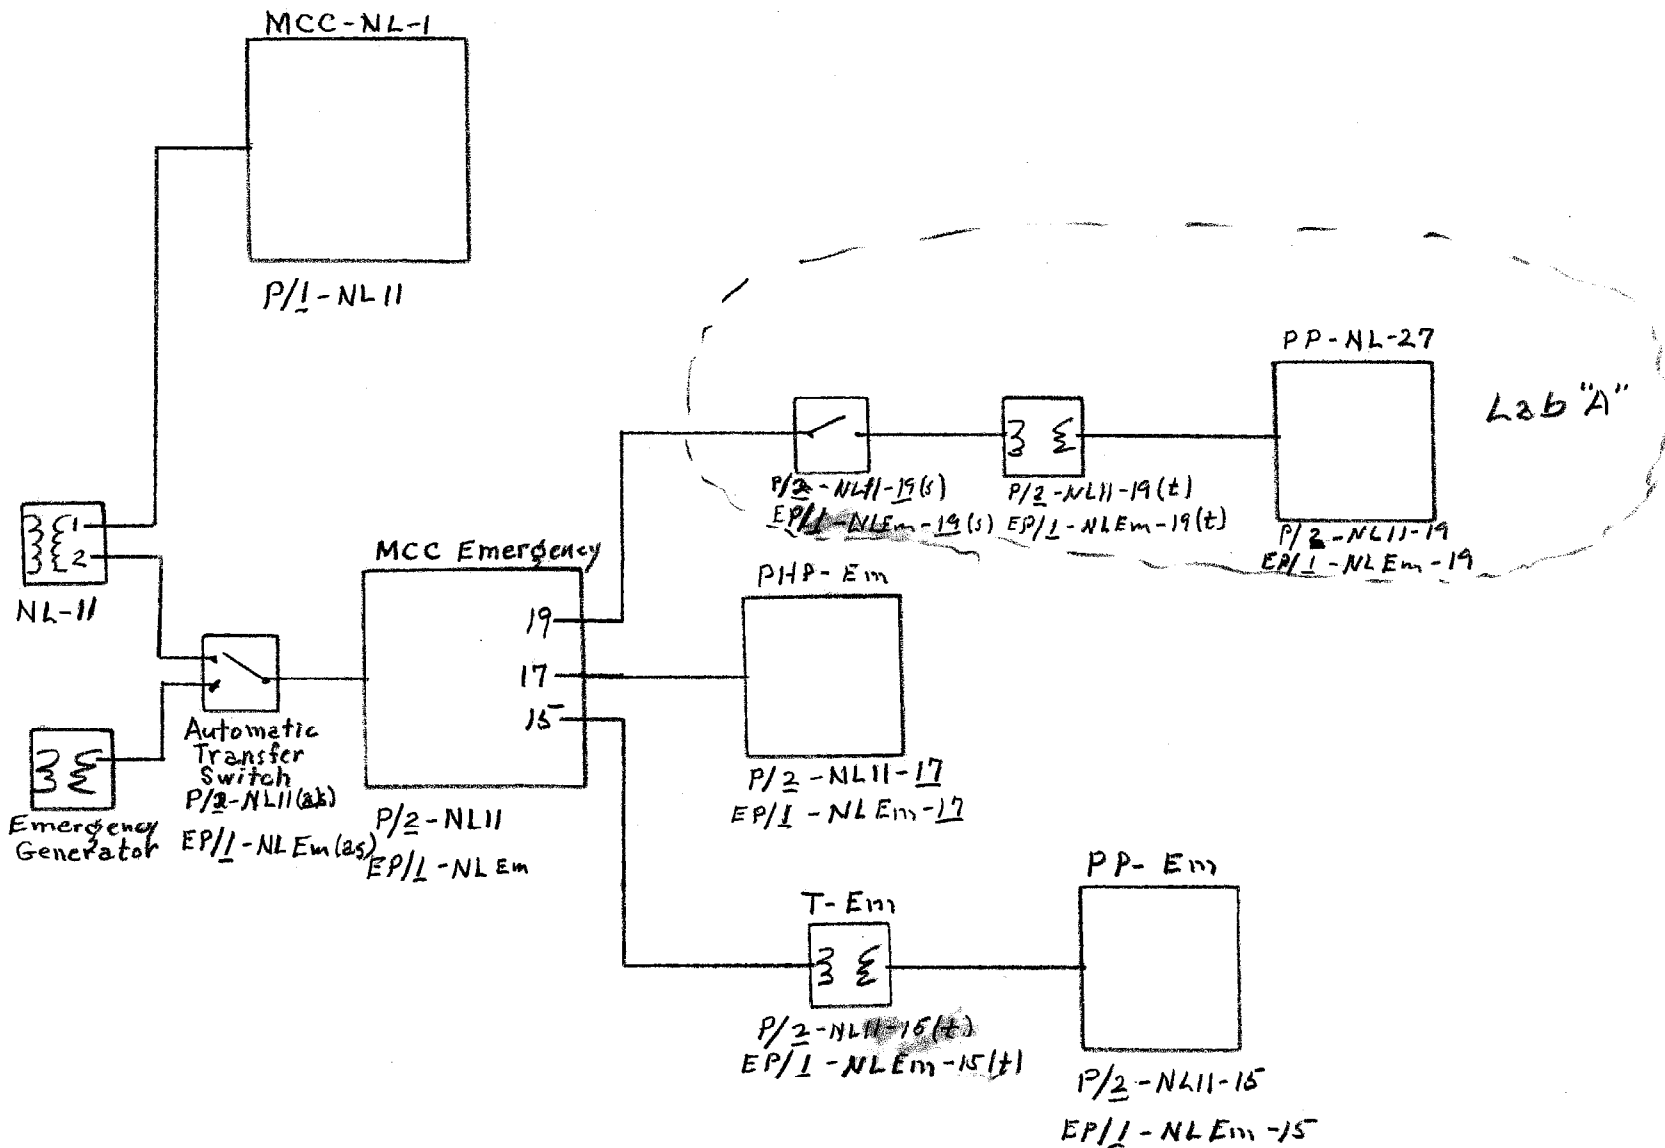 MCC-NL-1
P/1-NL11
PP-NL-27
Lab "A"
P/2-NL11-19(s)
EP/1-NLEm-19(s)
P/2-NL11-19(t)
EP/1-NLEm-19(t)
P/2-NL11-19
EP/1-NLEm-19
1
2
NL-11
MCC Emergency
19
17
15
P/2-NL11
EP/1-NLEm
Automatic
Transfer
Switch
P/2-NL11(as)
EP/1-NLEm(as)
Emergency
Generator
PHP-Em
P/2-NL11-17
EP/1-NLEm-17
T-Em
P/2-NL11-15(t)
EP/1-NLEm-15(t)
PP-Em
P/2-NL11-15
EP/1-NLEm-15